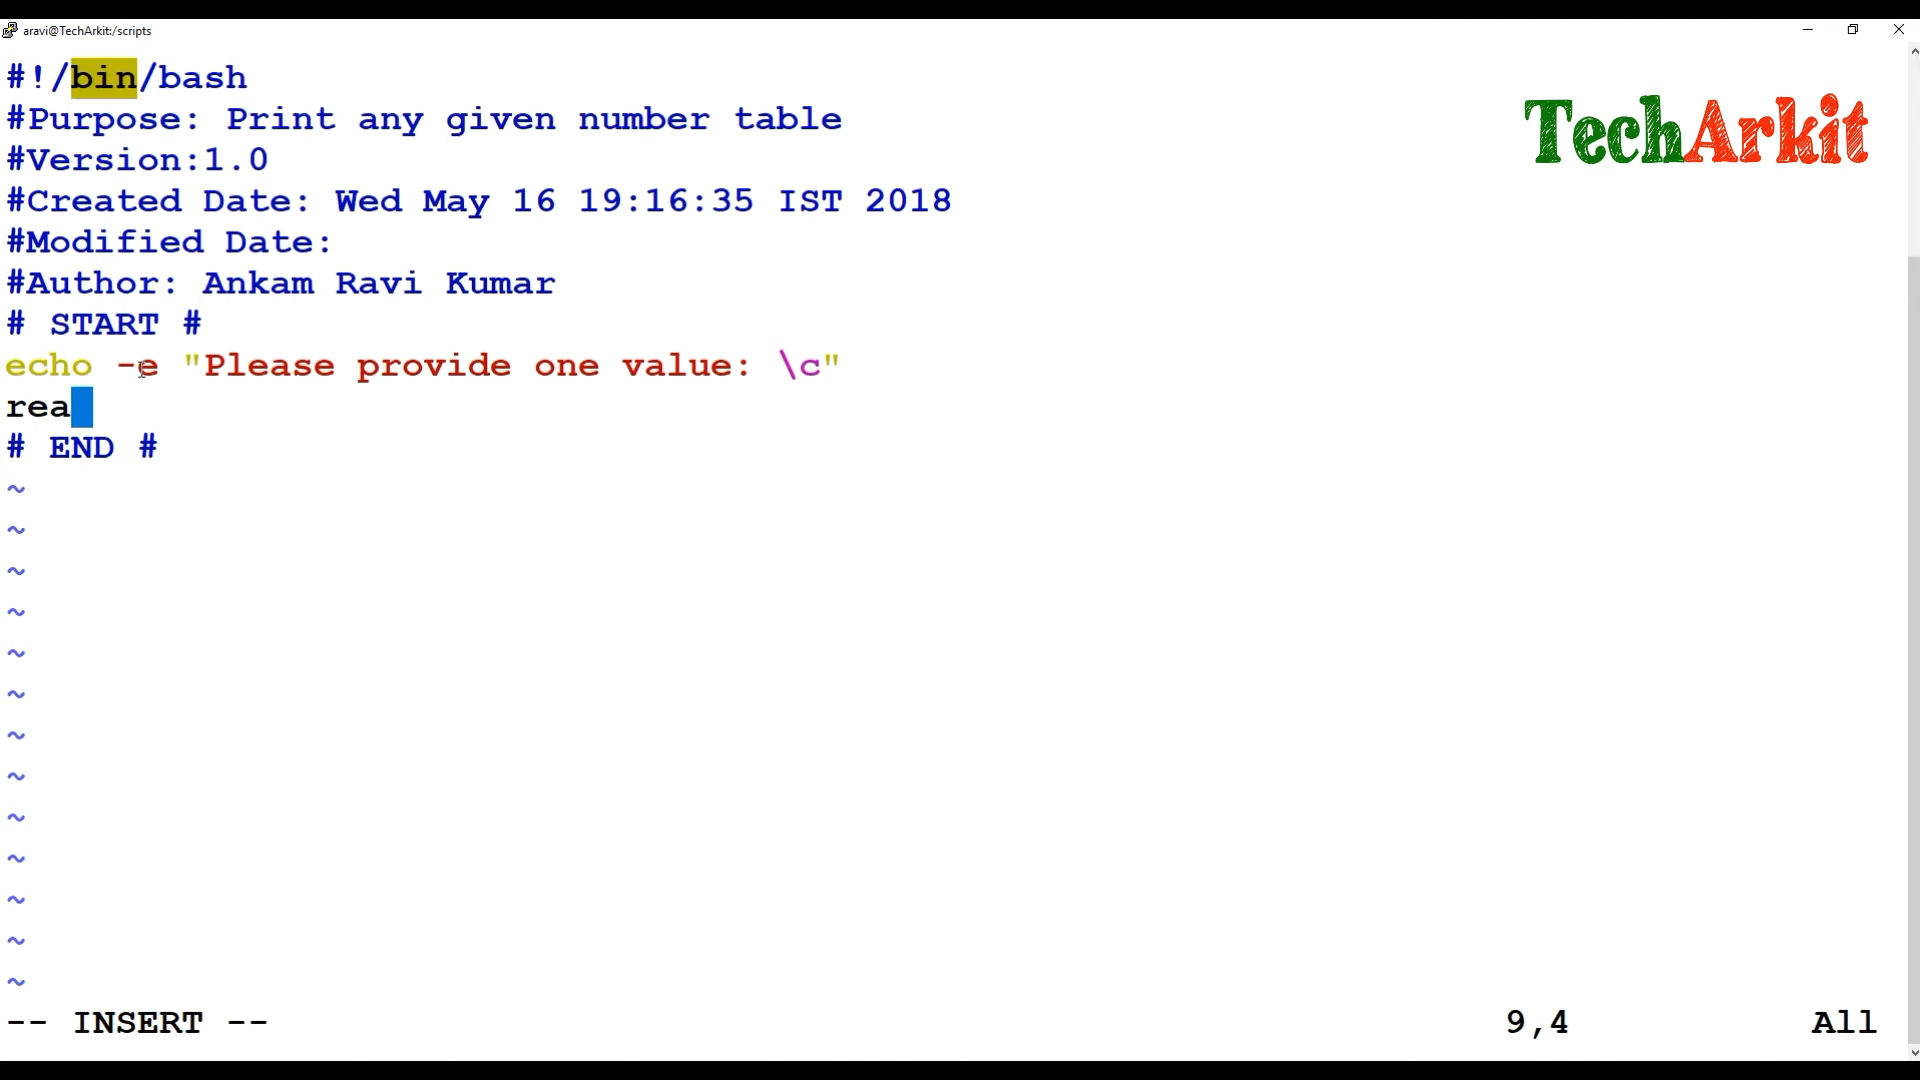 aravi@TechArkit:/scripts
#!/bin/bash
#Purpose: Print any given number table
#Version:1.0
#Created Date: Wed May 16 19:16:35 IST 2018
#Modified Date:
#Author: Ankam Ravi Kumar
# START #
echo -e "Please provide one value: \c"
rea
# END #
~
~
~
~
~
~
~
~
~
~
~
~
~
-- INSERT -- 9,4 All
TechArkit